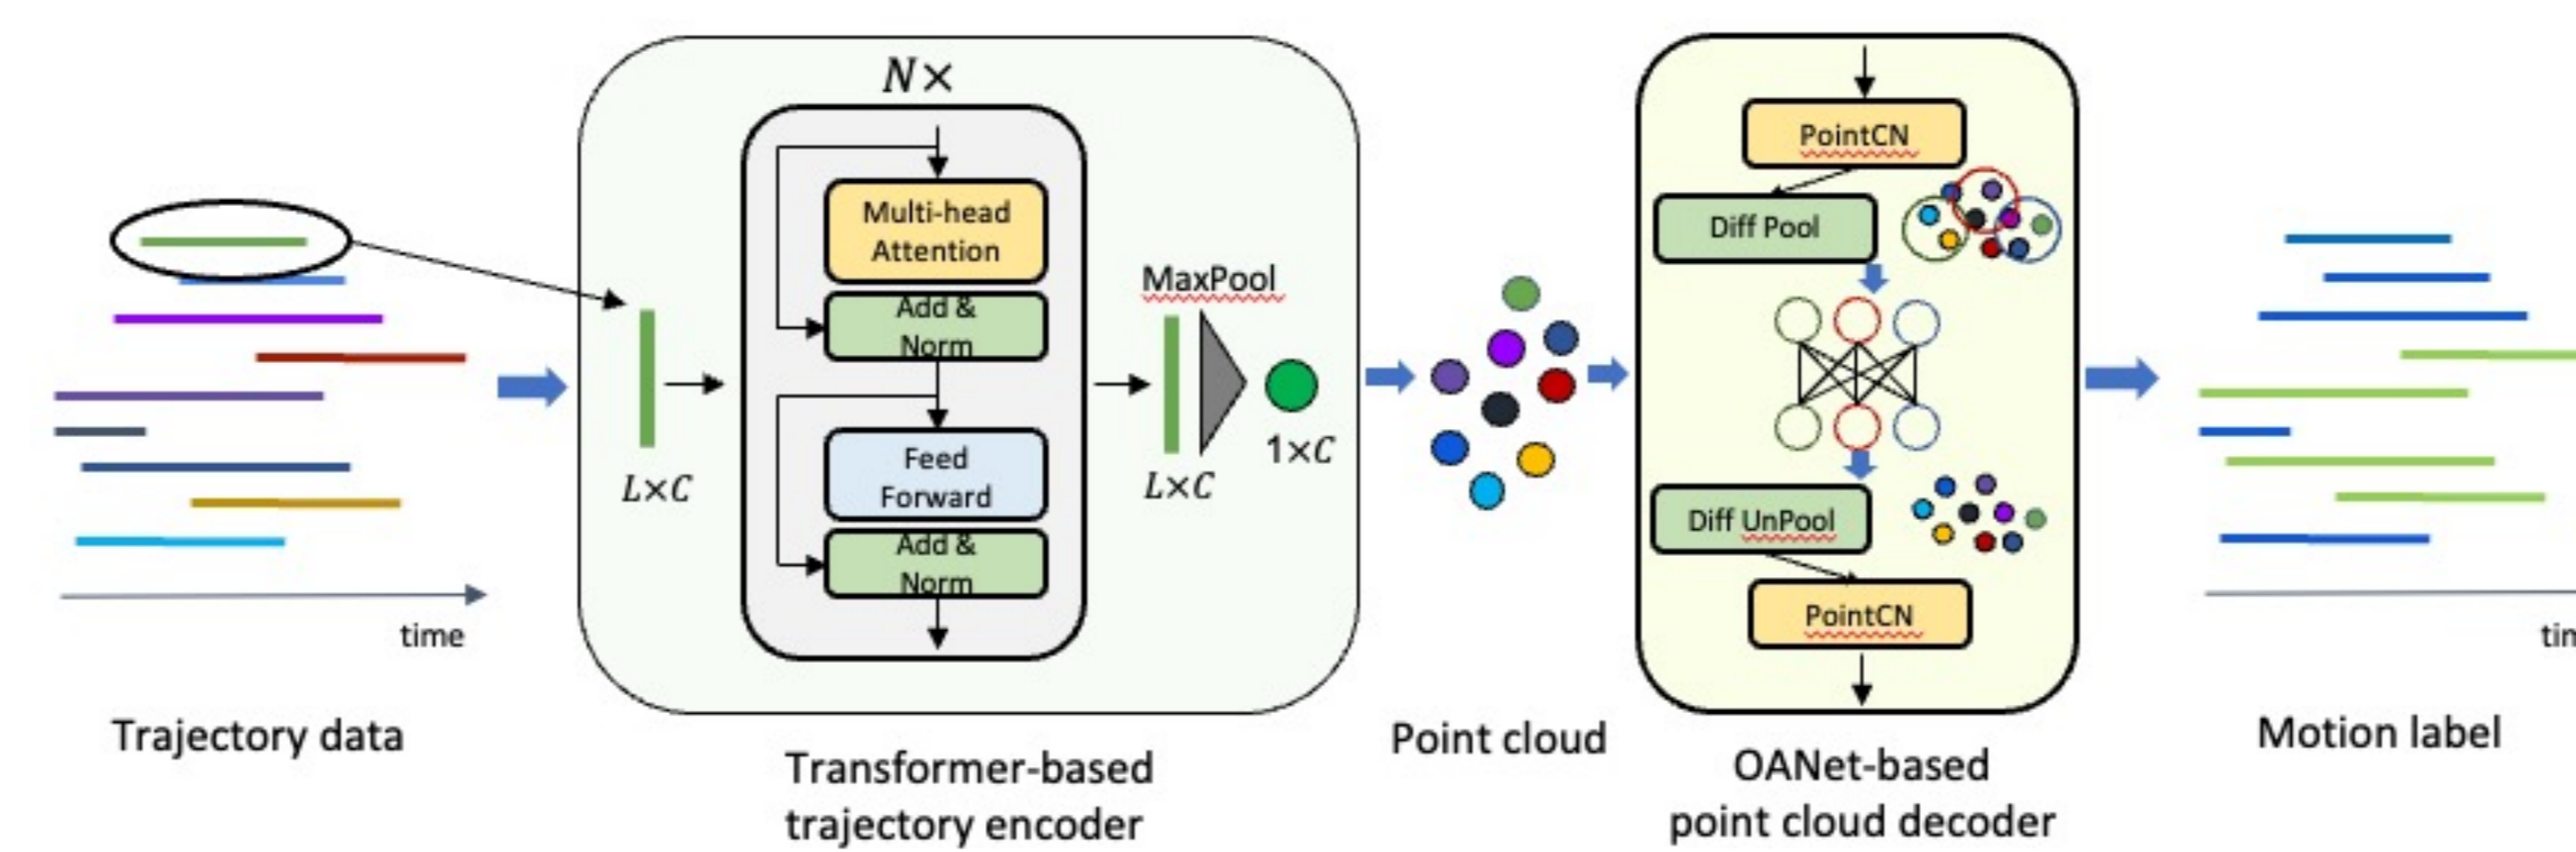 time
Trajectory data
N×
Multi-head
Attention
Add &
Norm
Feed
Forward
Add &
Norm
L×C
MaxPool
L×C
1×C
Transformer-based
trajectory encoder
Point cloud
PointCN
Diff Pool
Diff UnPool
PointCN
OANet-based
point cloud decoder
tim
Motion label